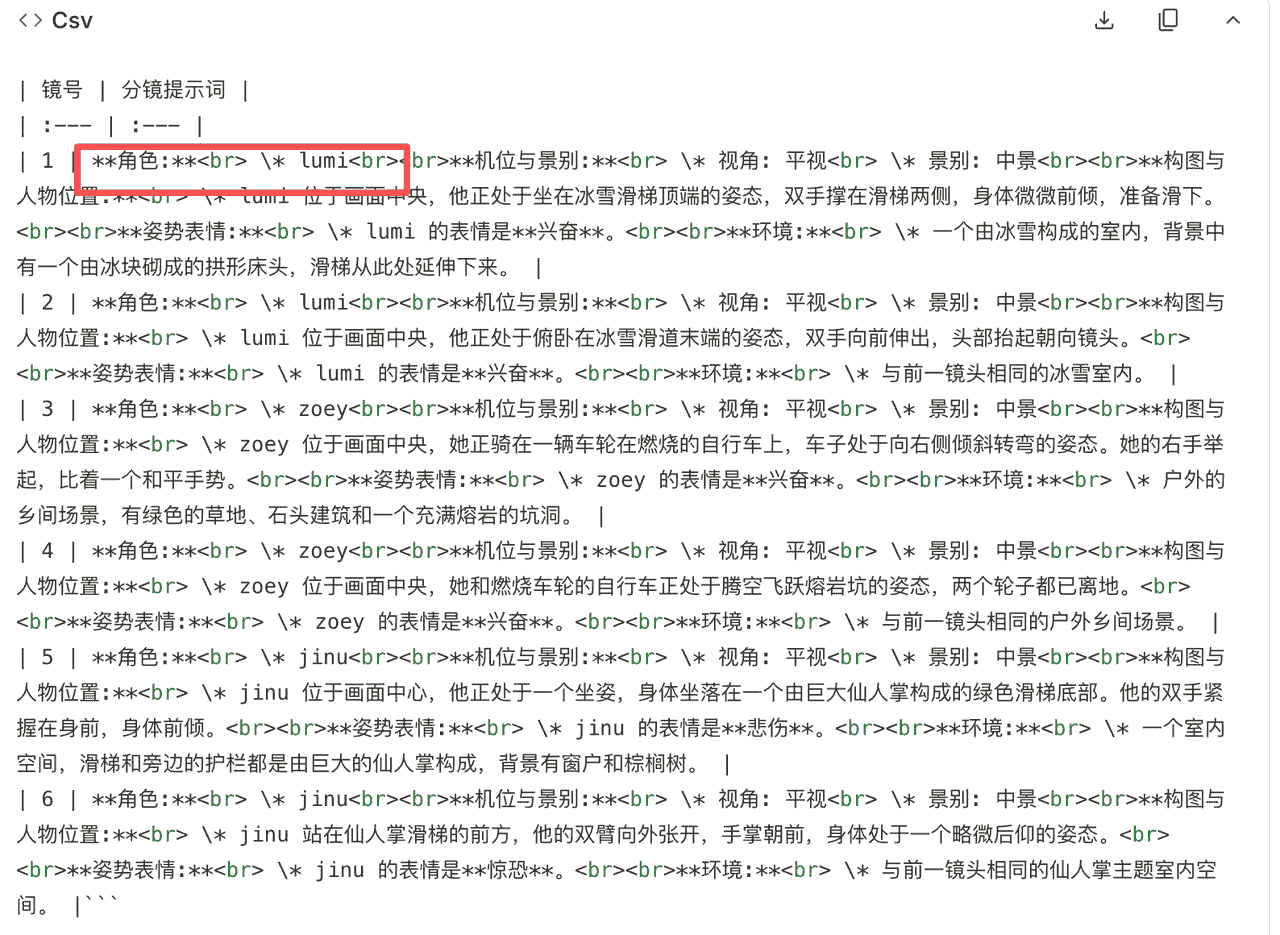 <> Csv
| 镜号 | 分镜提示词 |
| :--- | :--- |
| 1 | **角色:**<br> \* lumi<br><br>**机位与景别:**<br> \* 视角: 平视<br> \* 景别: 中景<br><br>**构图与
人物位置:**<br> \* lumi 位于画面中央，他正处于坐在冰雪滑梯顶端的姿态，双手撑在滑梯两侧，身体微微前倾，准备滑下。
<br><br>**姿势表情:**<br> \* lumi 的表情是**兴奋**。<br><br>**环境:**<br> \* 一个由冰雪构成的室内，背景中
有一个由冰块砌成的拱形床头，滑梯从此处延伸下来。 |
| 2 | **角色:**<br> \* lumi<br><br>**机位与景别:**<br> \* 视角: 平视<br> \* 景别: 中景<br><br>**构图与
人物位置:**<br> \* lumi 位于画面中央，他正处于俯卧在冰雪滑道末端的姿态，双手向前伸出，头部抬起朝向镜头。<br>
<br>**姿势表情:**<br> \* lumi 的表情是**兴奋**。<br><br>**环境:**<br> \* 与前一镜头相同的冰雪室内。 |
| 3 | **角色:**<br> \* zoey<br><br>**机位与景别:**<br> \* 视角: 平视<br> \* 景别: 中景<br><br>**构图与
人物位置:**<br> \* zoey 位于画面中央，她正骑在一辆车轮在燃烧的自行车上，车子处于向右侧倾斜转弯的姿态。她的右手举
起，比着一个和平手势。<br><br>**姿势表情:**<br> \* zoey 的表情是**兴奋**。<br><br>**环境:**<br> \* 户外的
乡间场景，有绿色的草地、石头建筑和一个充满熔岩的坑洞。 |
| 4 | **角色:**<br> \* zoey<br><br>**机位与景别:**<br> \* 视角: 平视<br> \* 景别: 中景<br><br>**构图与
人物位置:**<br> \* zoey 位于画面中央，她和燃烧车轮的自行车正处于腾空飞跃熔岩坑的姿态，两个轮子都已离地。<br>
<br>**姿势表情:**<br> \* zoey 的表情是**兴奋**。<br><br>**环境:**<br> \* 与前一镜头相同的户外乡间场景。 |
| 5 | **角色:**<br> \* jinu<br><br>**机位与景别:**<br> \* 视角: 平视<br> \* 景别: 中景<br><br>**构图与
人物位置:**<br> \* jinu 位于画面中心，他正处于一个坐姿，身体坐落在一个由巨大仙人掌构成的绿色滑梯底部。他的双手紧
握在身前，身体前倾。<br><br>**姿势表情:**<br> \* jinu 的表情是**悲伤**。<br><br>**环境:**<br> \* 一个室内
空间，滑梯和旁边的护栏都是由巨大的仙人掌构成，背景有窗户和棕榈树。 |
| 6 | **角色:**<br> \* jinu<br><br>**机位与景别:**<br> \* 视角: 平视<br> \* 景别: 中景<br><br>**构图与
人物位置:**<br> \* jinu 站在仙人掌滑梯的前方，他的双臂向外张开，手掌朝前，身体处于一个略微后仰的姿态。<br>
<br>**姿势表情:**<br> \* jinu 的表情是**惊恐**。<br><br>**环境:**<br> \* 与前一镜头相同的仙人掌主题室内空
间。 |```